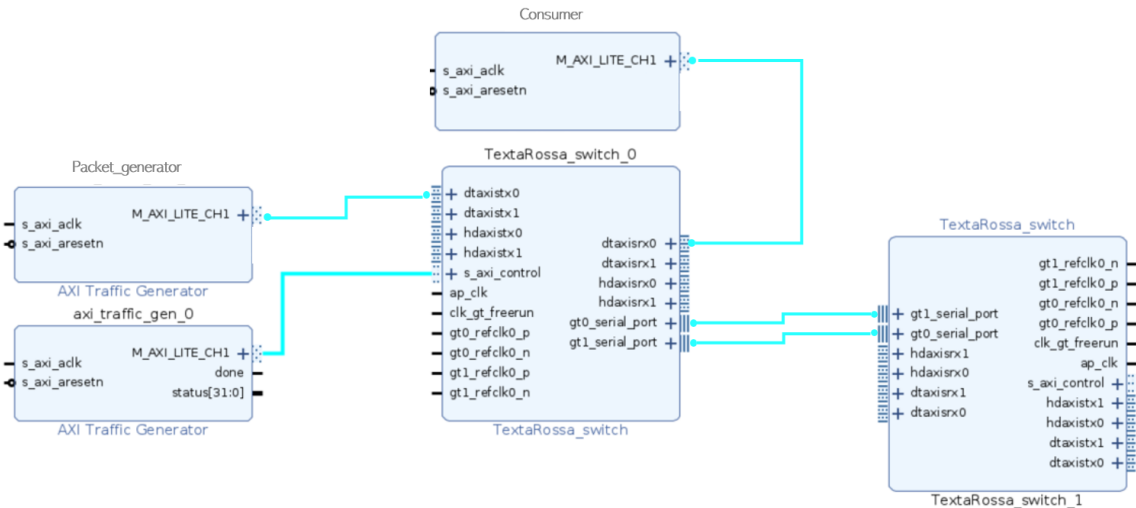 Consumer
M_AXI_LITE_CH1
s_axi_aclk
s_axi_aresetn
Packet_generator
M_AXI_LITE_CH1
s_axi_aclk
s_axi_aresetn
AXI Traffic Generator
axi_traffic_gen_0
M_AXI_LITE_CH1
s_axi_aclk
done
s_axi_aresetn
status[31:0]
AXI Traffic Generator
TextaRossa_switch_0
dtaxistx0
dtaxistx1
hdaxistx0
hdaxistx1
s_axi_control
ap_clk
clk_gt_freerun
gt0_refclk0_p
gt0_refclk0_n
gt1_refclk0_p
gt1_refclk0_n
dtaxisrx0
dtaxisrx1
hdaxisrx0
hdaxisrx1
gt0_serial_port
gt1_serial_port
TextaRossa_switch
TextaRossa_switch
gt1_serial_port
gt0_serial_port
hdaxisrx1
hdaxisrx0
dtaxisrx1
dtaxisrx0
gt1_refclk0_n
gt1_refclk0_p
gt0_refclk0_n
gt0_refclk0_p
clk_gt_freerun
ap_clk
s_axi_control
hdaxistx1
hdaxistx0
dtaxistx1
dtaxistx0
TextaRossa_switch_1